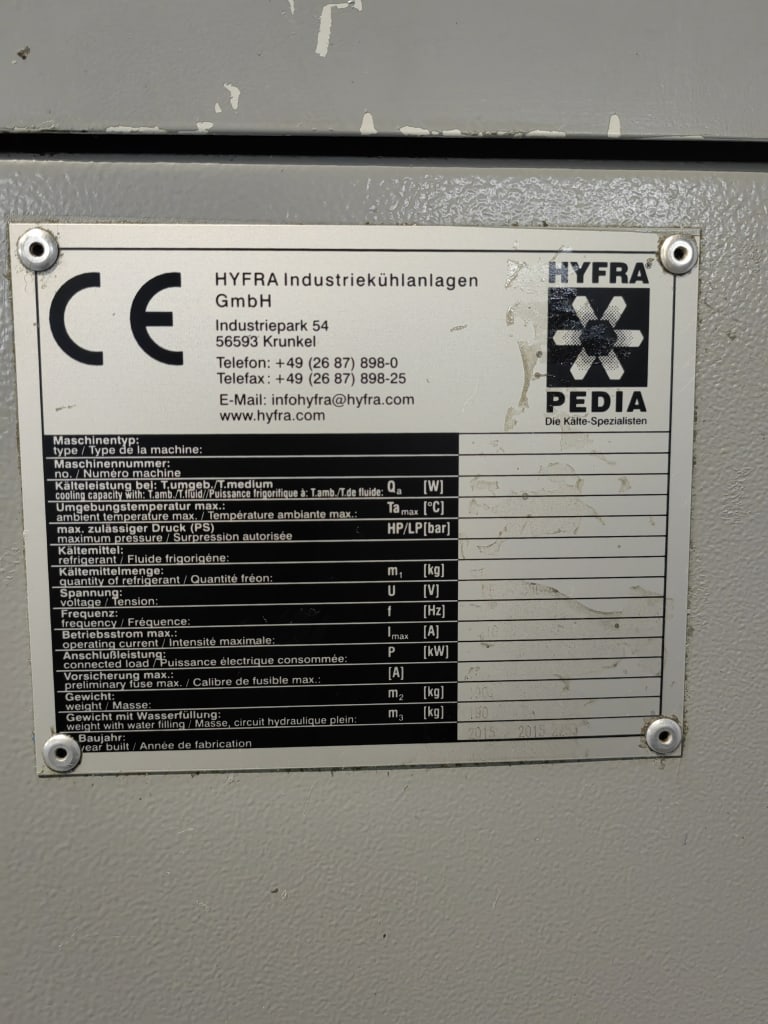 CE
HYFRA Industriekühlanlagen
GmbH
Industriepark 54
56593 Krunkel
Telefon: +49 (26 87) 898-0
Telefax: +49 (26 87) 898-25
E-Mail: infohyfra@hyfra.com
www.hyfra.com
HYFRA®
PEDIA
Die Kälte-Spezialisten
Maschinentyp:
type / Type de la machine:
Maschinennummer:
no. / Numéro machine
Kälteleistung bei: T.umgeb./T.medium Qa [W]
cooling capacity with: T.amb./T.fluid//Puissance frigorifique à: T.amb./T.de fluide:
Umgebungstemperatur max.: Tamax [°C]
ambient temperature max. / Température ambiante max.:
max. zulässiger Druck (PS) HP/LP[bar]
maximum pressure / Surpression autorisée
Kältemittel:
refrigerant / Fluide frigorigène:
Kältemittelmenge: m1 [kg]
quantity of refrigerant / Quantité fréon:
Spannung: U [V]
voltage / Tension:
Frequenz: f [Hz]
frequency / Fréquence:
Betriebsstrom max.: Imax [A]
operating current / Intensité maximale:
Anschlußleistung: P [kW]
connected load / Puissance électrique consommée:
Vorsicherung max.: [A]
preliminary fuse max. / Calibre de fusible max.:
Gewicht: m2 [kg]
weight / Masse:
Gewicht mit Wasserfüllung: m3 [kg] 190
weight with water filling / Masse, circuit hydraulique plein:
Baujahr: 2015 2015
year built / Année de fabrication